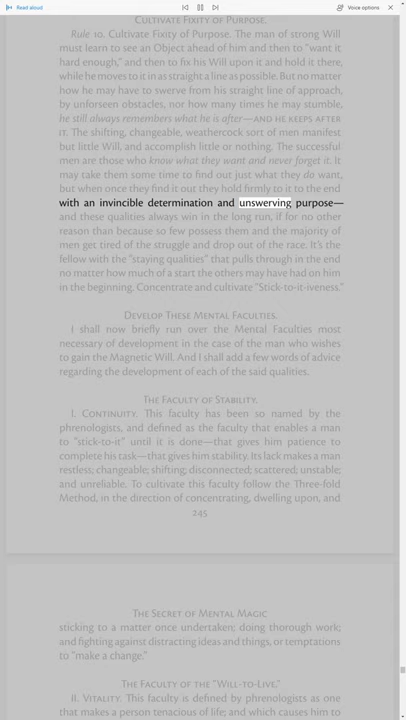 Read aloud
Voice options
CULTIVATE FIXITY OF PURPOSE.
Rule 10. Cultivate Fixity of Purpose. The man of strong Will
must learn to see an Object ahead of him and then to "want it
hard enough," and then to fix his Will upon it and hold it there,
while he moves to it in as straight a line as possible. But no matter
how he may have to swerve from his straight line of approach,
by unforseen obstacles, nor how many times he may stumble,
he still always remembers what he is after—AND HE KEEPS AFTER
IT. The shifting, changeable, weathercock sort of men manifest
but little Will, and accomplish little or nothing. The successful
men are those who know what they want and never forget it. It
may take them some time to find out just what they do want,
but when once they find it out they hold firmly to it to the end
with an invincible determination and unswerving purpose—
and these qualities always win in the long run, if for no other
reason than because so few possess them and the majority of
men get tired of the struggle and drop out of the race. It's the
fellow with the "staying qualities" that pulls through in the end
no matter how much of a start the others may have had on him
in the beginning. Concentrate and cultivate "Stick-to-it-iveness."
DEVELOP THESE MENTAL FACULTIES.
I shall now briefly run over the Mental Faculties most
necessary of development in the case of the man who wishes
to gain the Magnetic Will. And I shall add a few words of advice
regarding the development of each of the said qualities.
THE FACULTY OF STABILITY.
I. CONTINUITY. This faculty has been so named by the
phrenologists, and defined as the faculty that enables a man
to "stick-to-it" until it is done—that gives him patience to
complete his task—that gives him stability. Its lack makes a man
restless; changeable; shifting; disconnected; scattered; unstable;
and unreliable. To cultivate this faculty follow the Three-fold
Method, in the direction of concentrating, dwelling upon, and
245
THE SECRET OF MENTAL MAGIC
sticking to a matter once undertaken; doing thorough work;
and fighting against distracting ideas and things, or temptations
to "make a change."
THE FACULTY OF THE "WILL-TO-LIVE."
II. VITALITY. This faculty is defined by phrenologists as one
that makes a person tenacious of life; and which causes him to